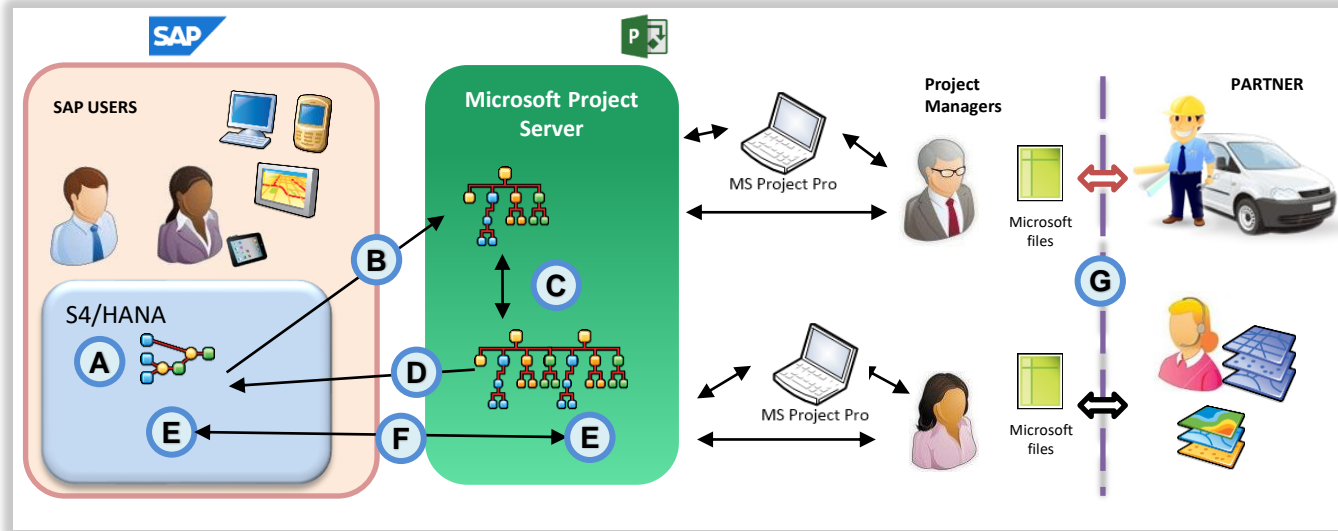 SAP
P
SAP USERS
Microsoft Project
Server
Project
Managers
PARTNER
MS Project Pro
Microsoft
files
B
C
G
S4/HANA
A
D
MS Project Pro
E
F
E
Microsoft
files